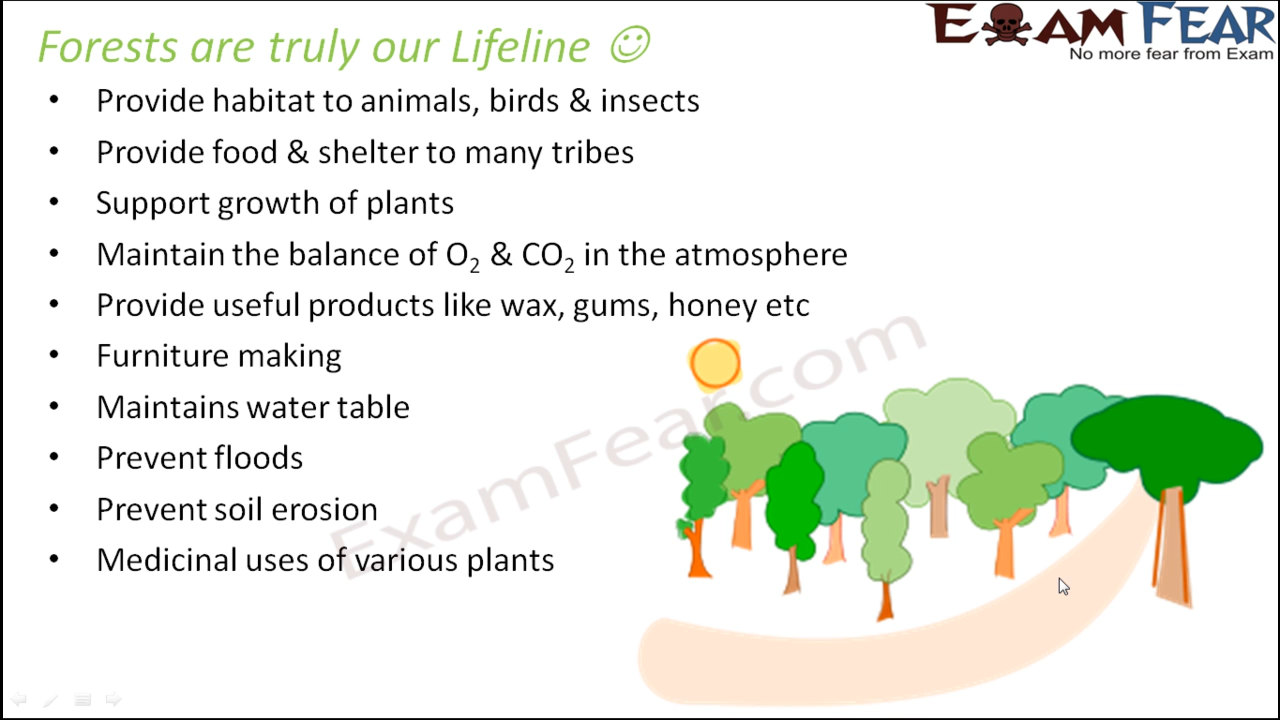 Forests are truly our Lifeline ☺
EXAM FEAR
No more fear from Exam
• Provide habitat to animals, birds & insects
• Provide food & shelter to many tribes
• Support growth of plants
• Maintain the balance of O₂ & CO₂ in the atmosphere
• Provide useful products like wax, gums, honey etc
• Furniture making
• Maintains water table
• Prevent floods
• Prevent soil erosion
• Medicinal uses of various plants
ExamFear.com